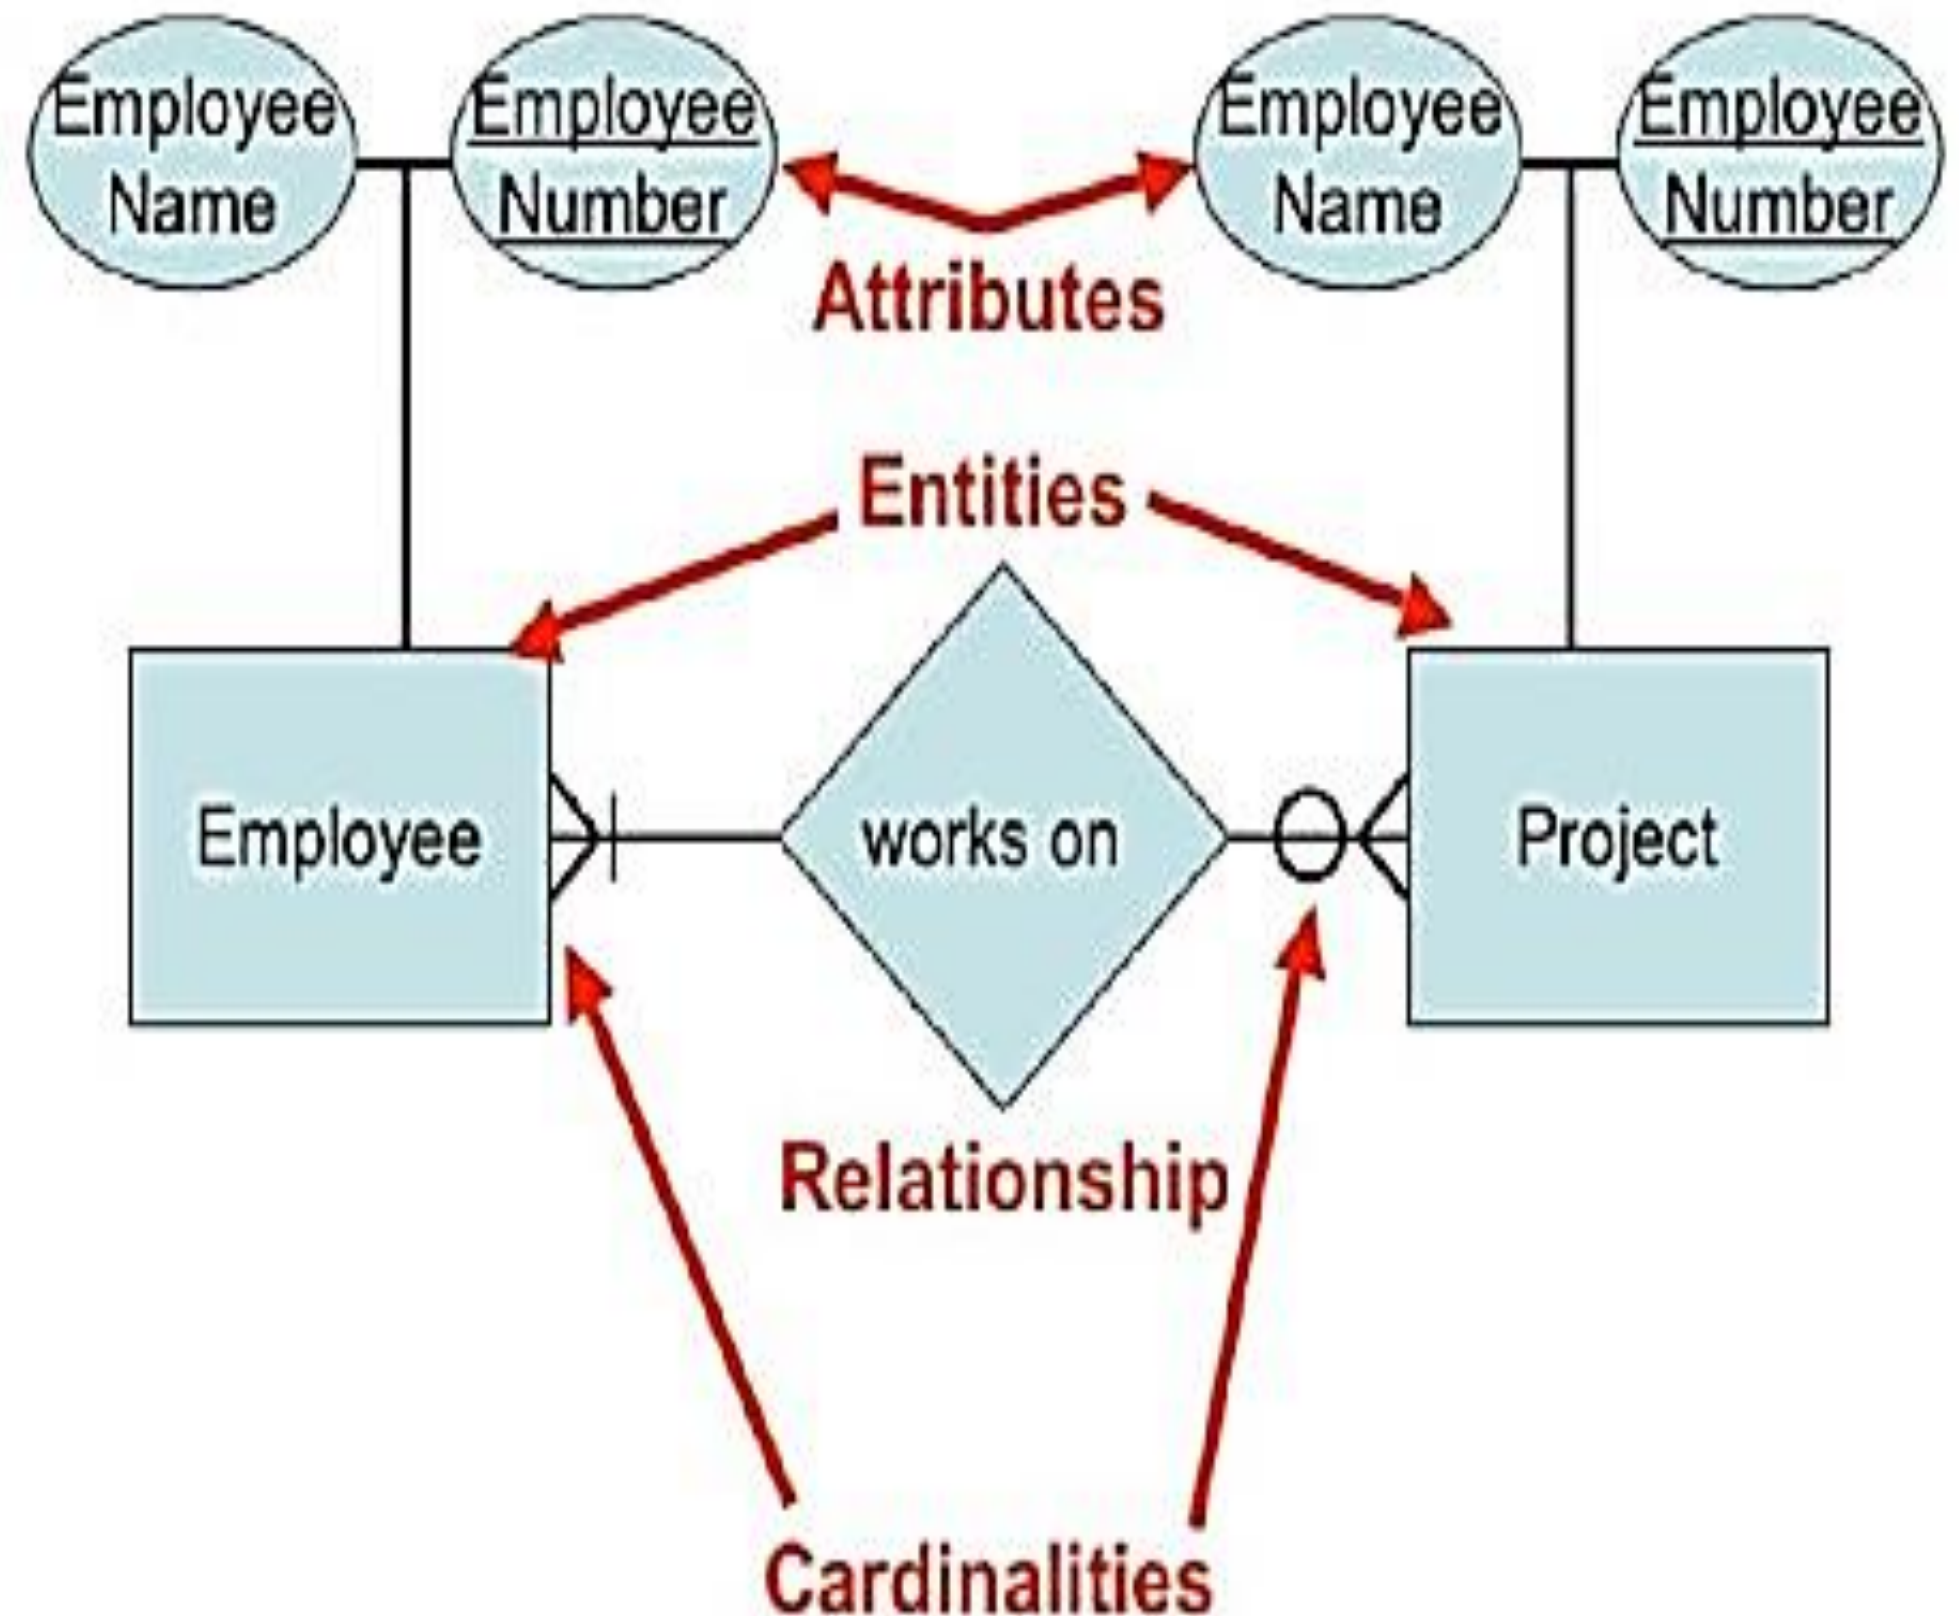 Employee
Name
Employee
Number
Employee
Name
Employee
Number
Attributes
Entities
Employee
works on
Project
Relationship
Cardinalities